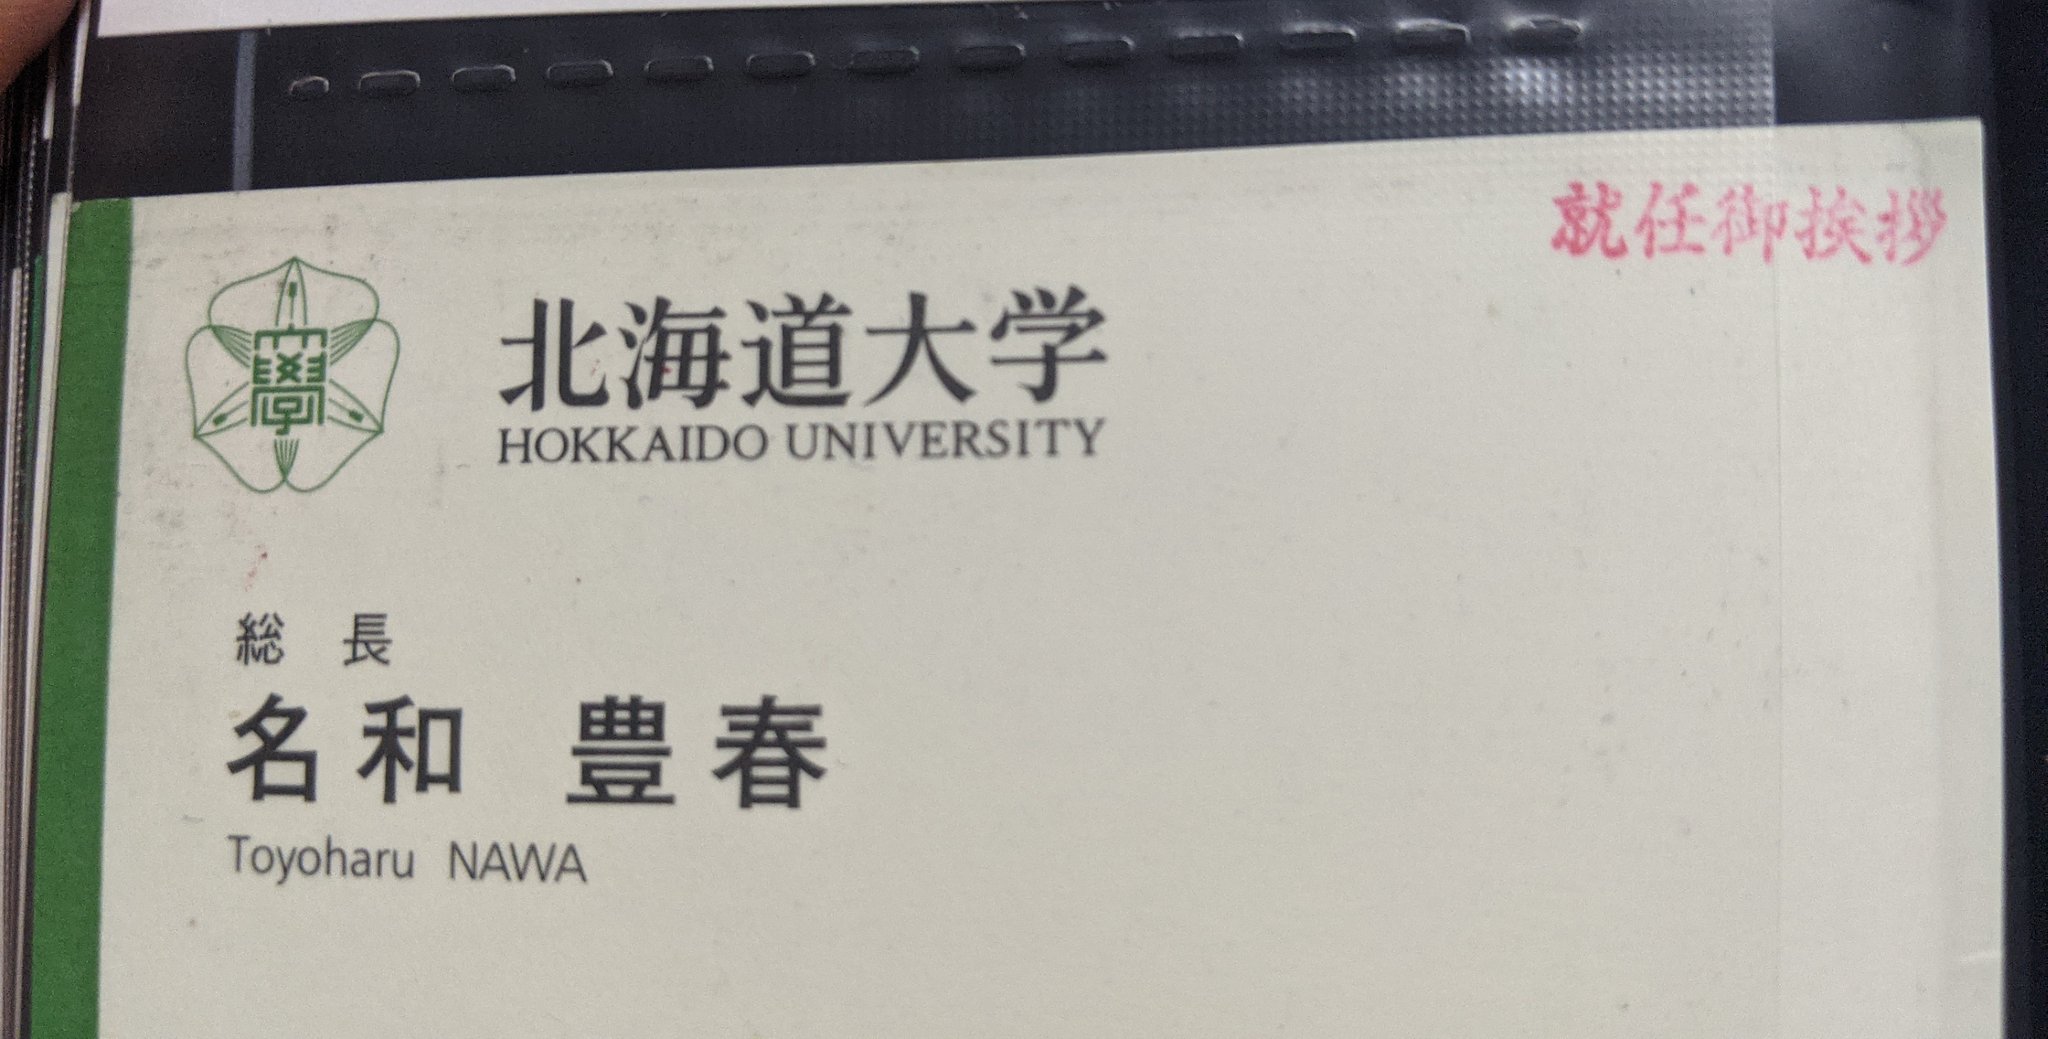 就任御挨拶
北海道大学
HOKKAIDO UNIVERSITY
総 長
名和 豊春
Toyoharu NAWA